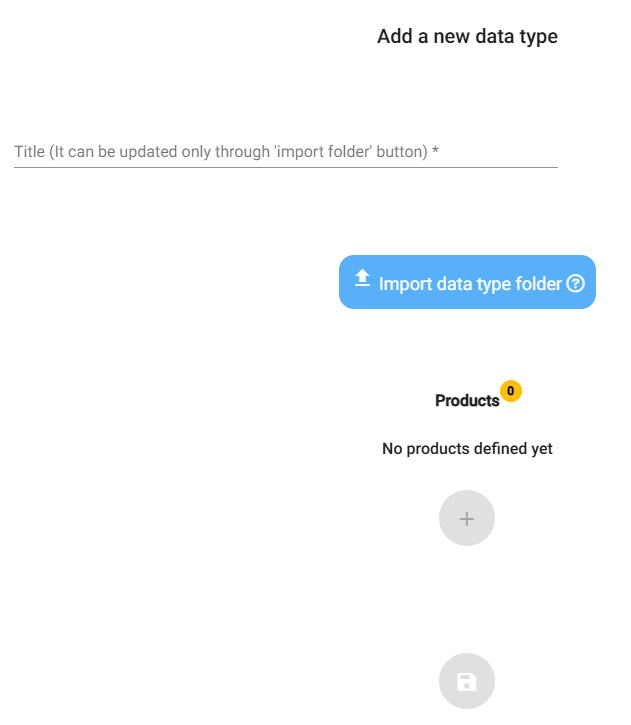 Add a new data type
Title (It can be updated only through 'import folder' button) *
Import data type folder
Products 0
No products defined yet